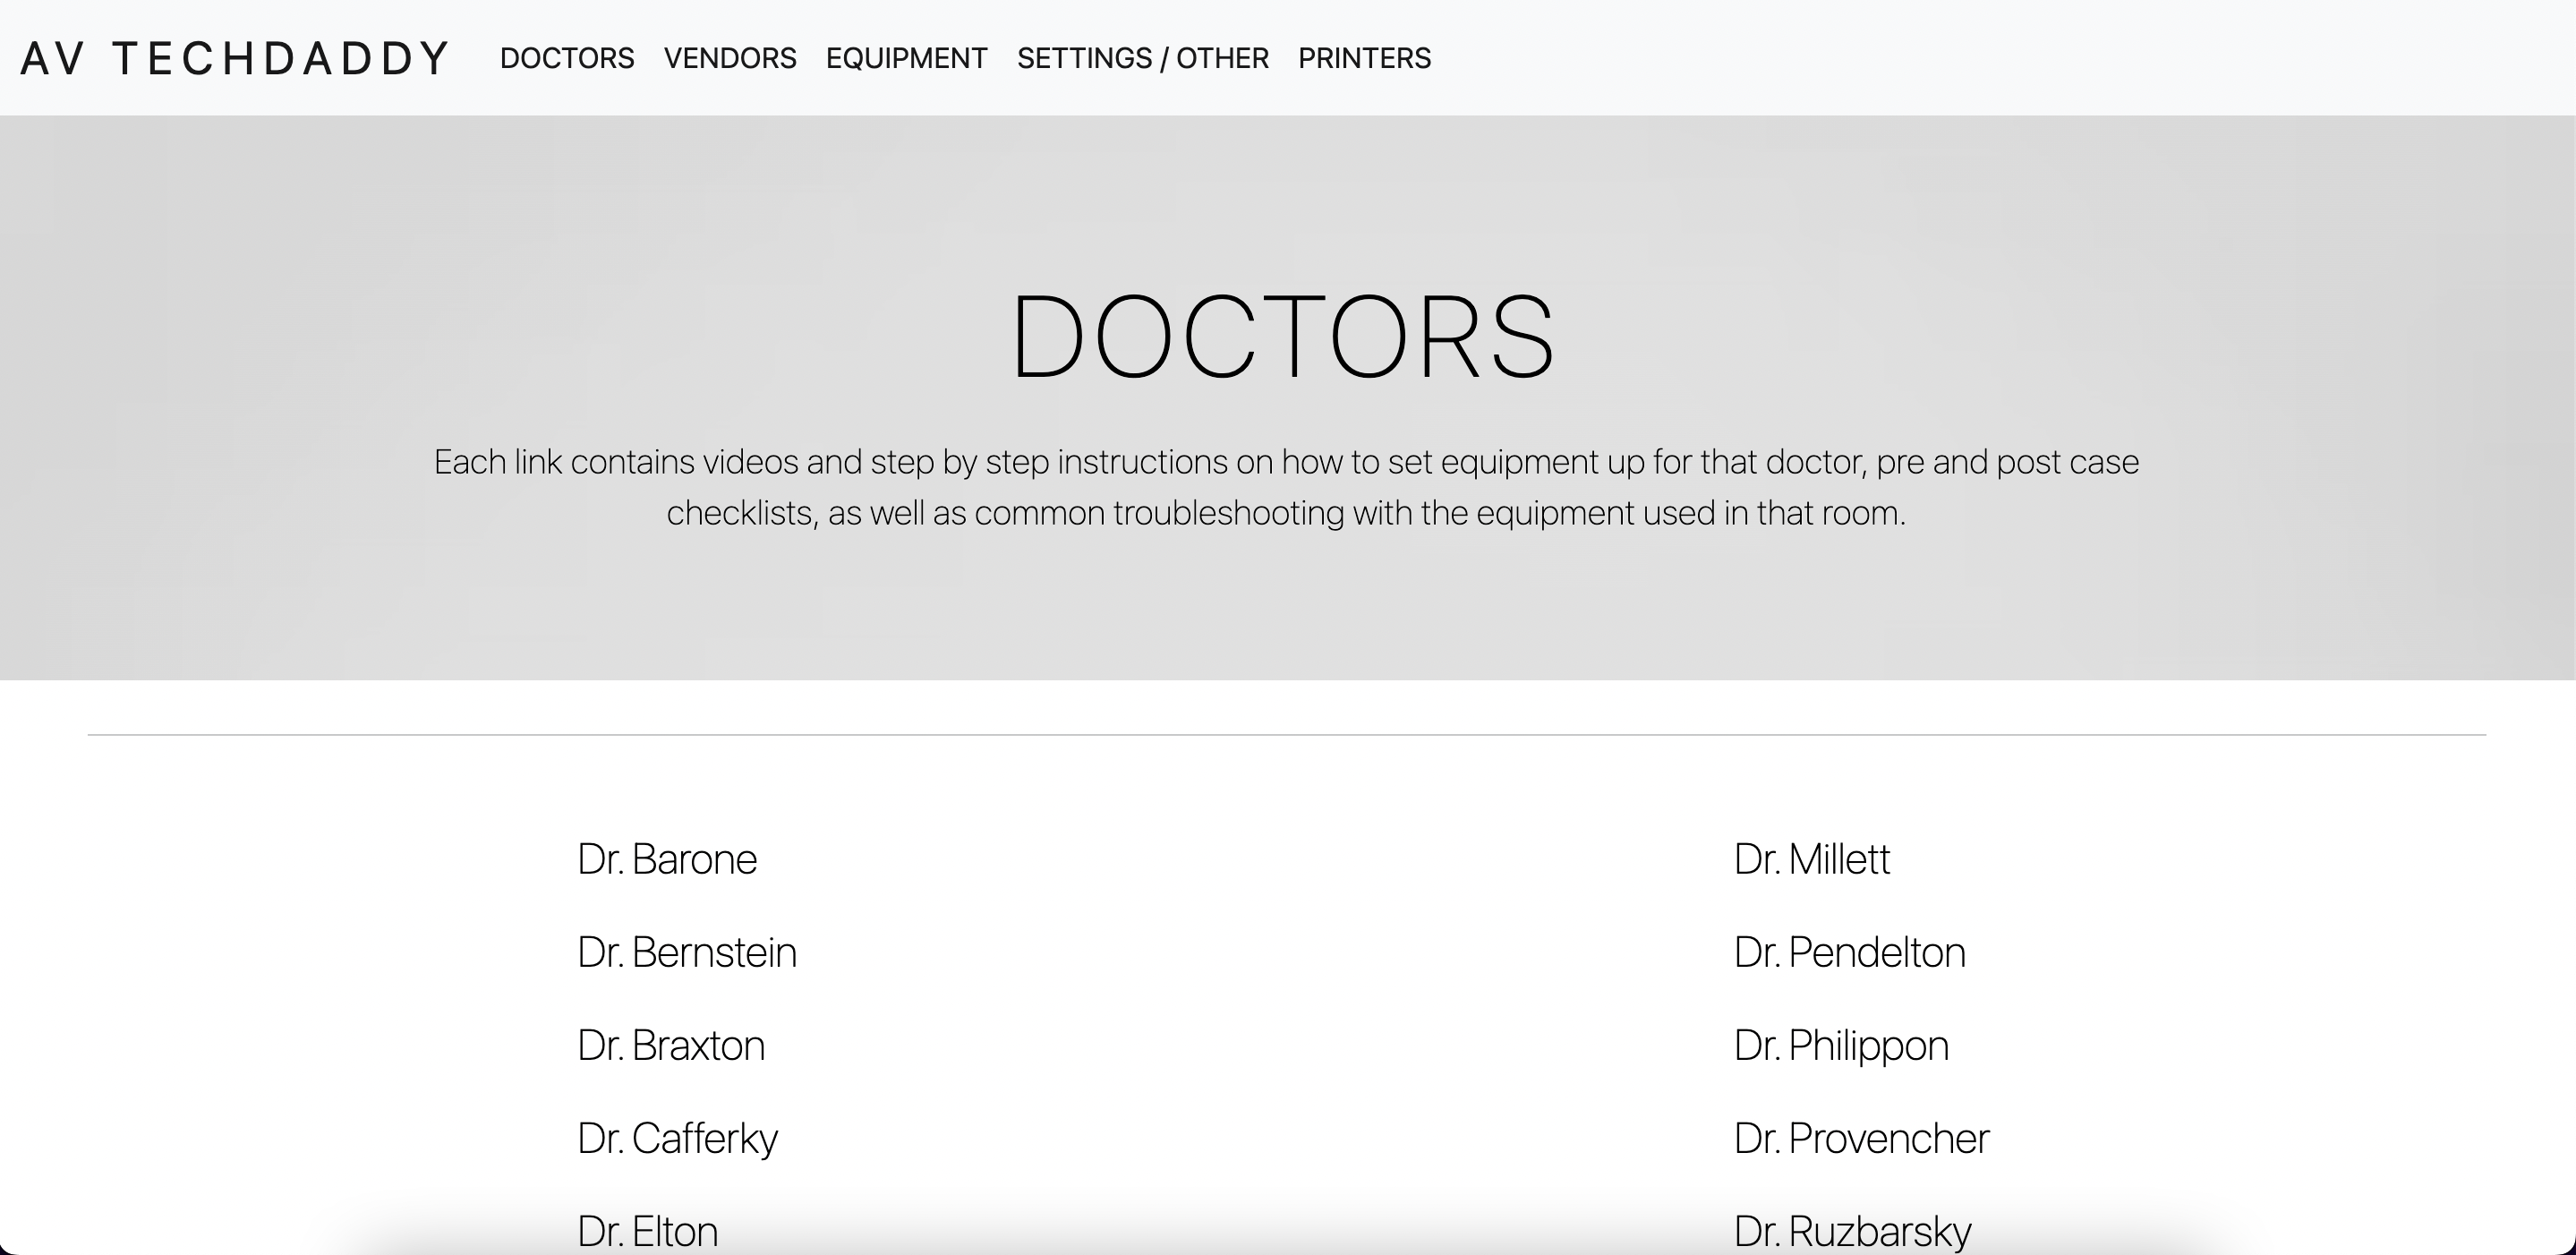 AV TECHDADDY DOCTORS VENDORS EQUIPMENT SETTINGS / OTHER PRINTERS
DOCTORS
Each link contains videos and step by step instructions on how to set equipment up for that doctor, pre and post case
checklists, as well as common troubleshooting with the equipment used in that room.
Dr. Barone
Dr. Bernstein
Dr. Braxton
Dr. Cafferky
Dr. Elton
Dr. Millett
Dr. Pendelton
Dr. Philippon
Dr. Provencher
Dr. Ruzbarsky